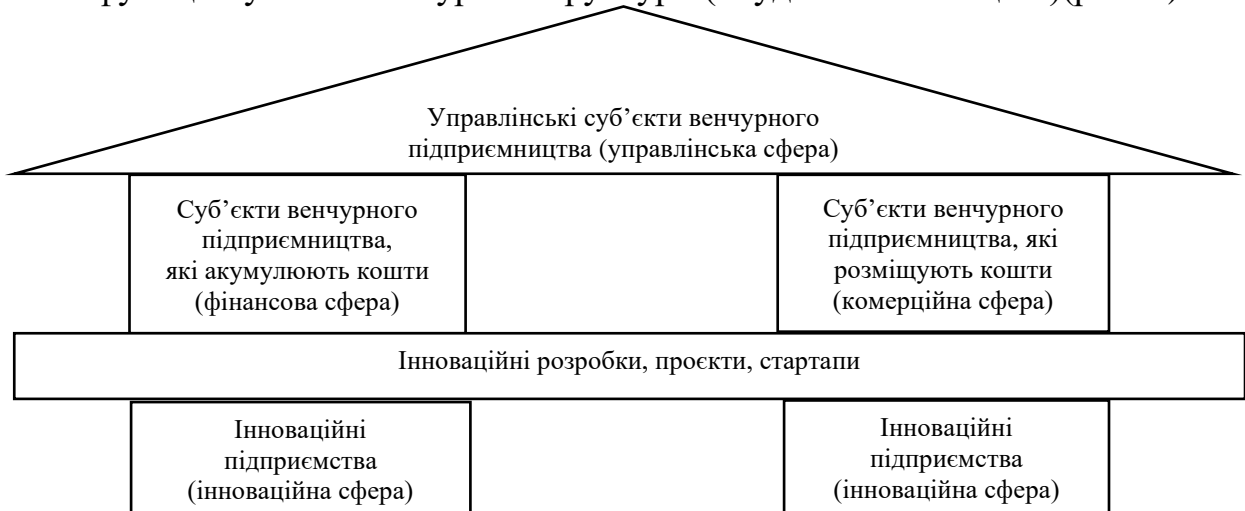 Управлінські суб’єкти венчурного
підприємництва (управлінська сфера)
Суб’єкти венчурного
підприємництва,
які акумулюють кошти
(фінансова сфера)
Суб’єкти венчурного
підприємництва, які
розміщують кошти
(комерційна сфера)
Інноваційні розробки, проєкти, стартапи
Інноваційні
підприємства
(інноваційна сфера)
Інноваційні
підприємства
(інноваційна сфера)